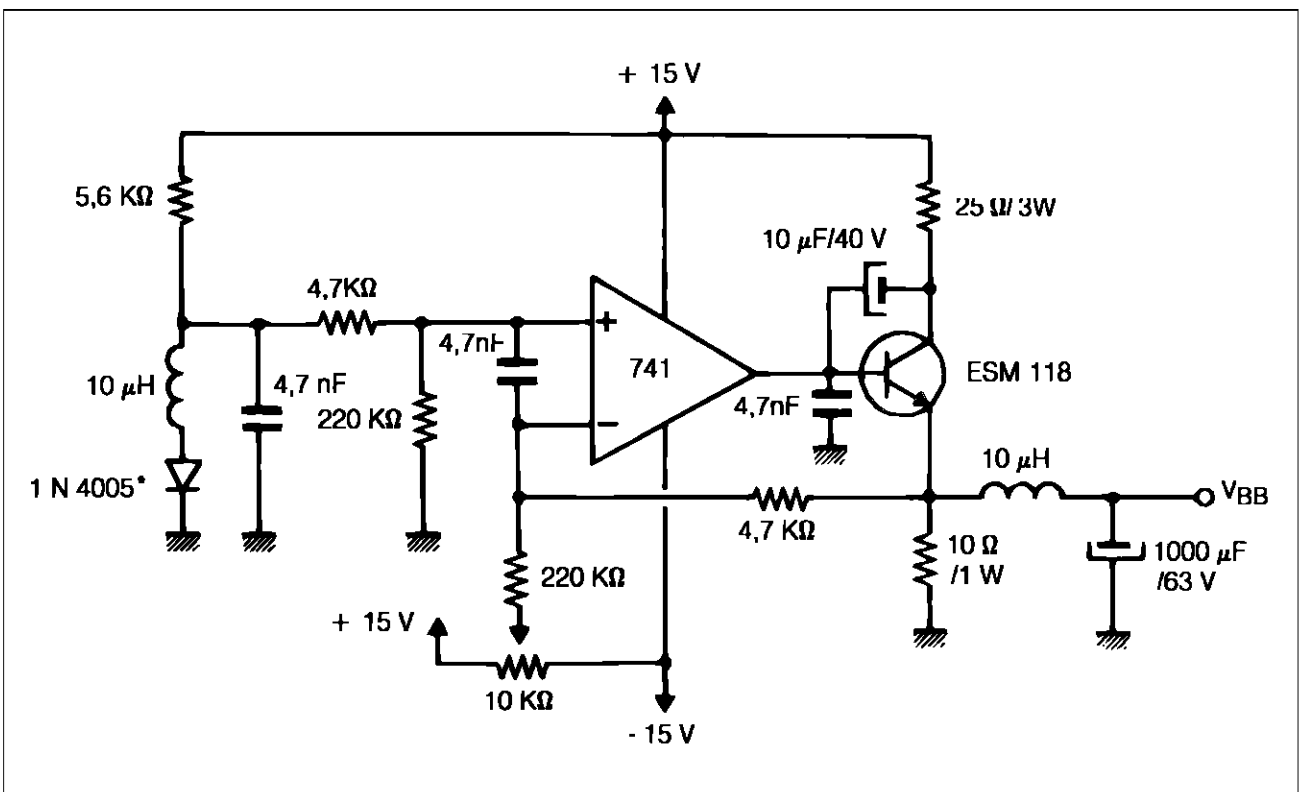 + 15 V
5,6 KΩ
25 Ω/ 3W
10 μF/40 V
4,7KΩ
+
4,7nF
741
ESM 118
10 μH
4,7 nF
220 KΩ
−
4,7nF
10 μH
1 N 4005*
VBB
4,7 KΩ
10 Ω
/1 W
1000 μF
/63 V
220 KΩ
+ 15 V
10 KΩ
- 15 V